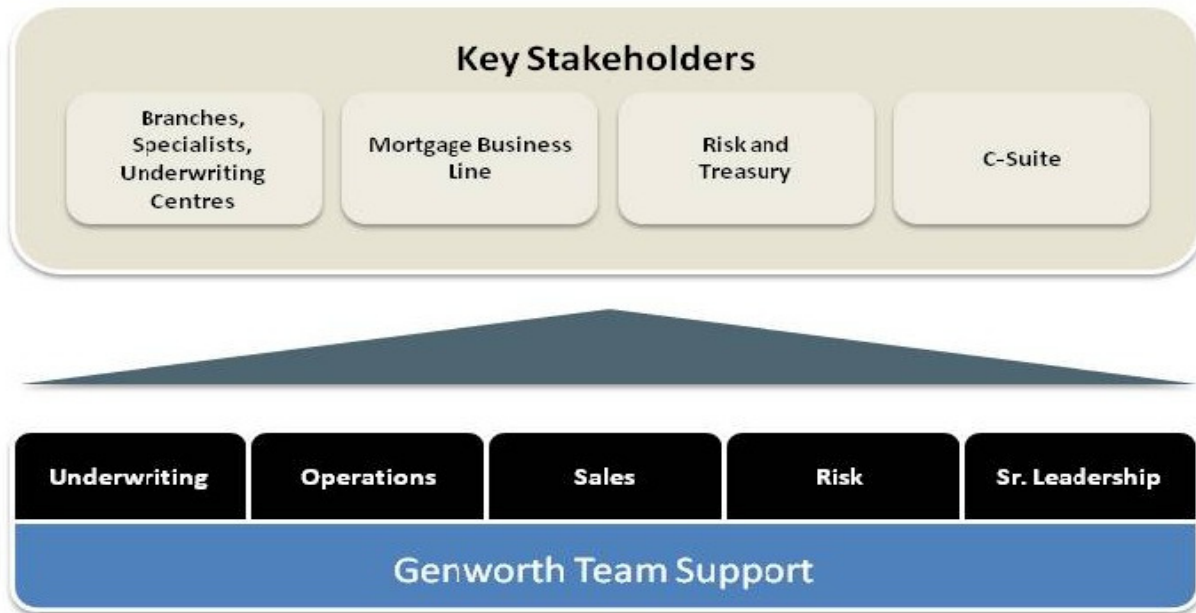 Key Stakeholders
Branches,
Specialists,
Underwriting
Centres
Mortgage Business
Line
Risk and
Treasury
C-Suite
Underwriting
Operations
Sales
Risk
Sr. Leadership
Genworth Team Support